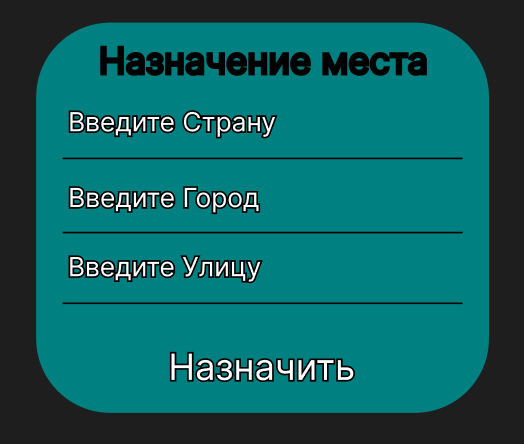 Назначение места
Введите Страну
Введите Город
Введите Улицу
Назначить